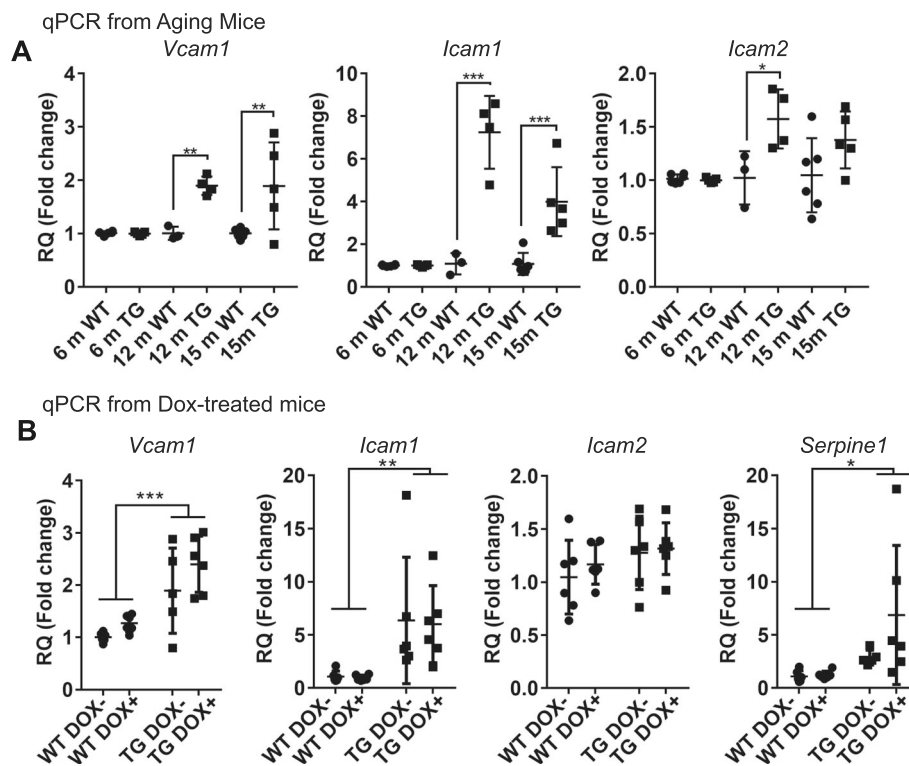 qPCR from Aging Mice
A
Vcam1
Icam1
Icam2
RQ (Fold change)
4
3
2
1
0
**
**
6 m WT
6 m TG
12 m WT
12 m TG
15 m WT
15m TG
RQ (Fold change)
10
8
6
4
2
0
***
***
6 m WT
6 m TG
12 m WT
12 m TG
15 m WT
15m TG
RQ (Fold change)
2.0
1.5
1.0
0.5
0.0
*
6 m WT
6 m TG
12 m WT
12 m TG
15 m WT
15m TG
qPCR from Dox-treated mice
B
Vcam1
Icam1
Icam2
Serpine1
RQ (Fold change)
4
3
2
1
0
***
WT DOX-
WT DOX+
TG DOX-
TG DOX+
RQ (Fold change)
20
15
10
5
0
**
WT DOX-
WT DOX+
TG DOX-
TG DOX+
RQ (Fold change)
2.0
1.5
1.0
0.5
0.0
WT DOX-
WT DOX+
TG DOX-
TG DOX+
RQ (Fold change)
20
15
10
5
0
*
WT DOX-
WT DOX+
TG DOX-
TG DOX+